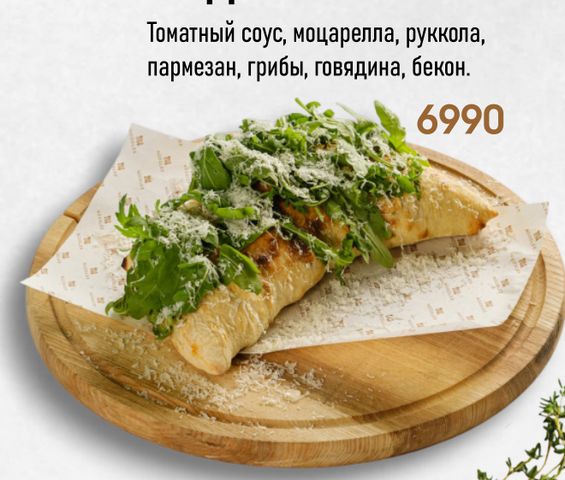 Томатный соус, моцарелла, руккола,
пармезан, грибы, говядина, бекон.
6990